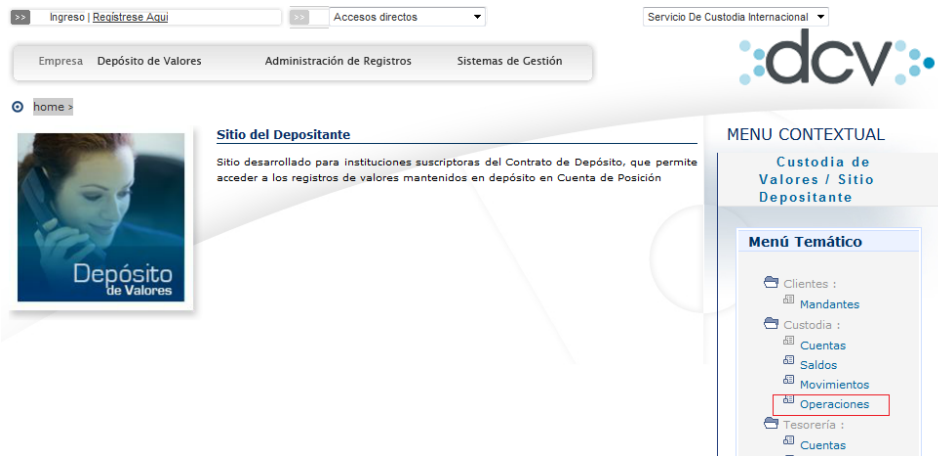 >> Ingreso | Regístrese Aqui >> Accesos directos Servicio De Custodia Internacional
Empresa Depósito de Valores Administración de Registros Sistemas de Gestión
dcv
home >
Sitio del Depositante
Sitio desarrollado para instituciones suscriptoras del Contrato de Depósito, que permite
acceder a los registros de valores mantenidos en depósito en Cuenta de Posición
Depósito
de Valores
MENU CONTEXTUAL
Custodia de
Valores / Sitio
Depositante
Menú Temático
Clientes :
Mandantes
Custodia :
Cuentas
Saldos
Movimientos
Operaciones
Tesorería :
Cuentas